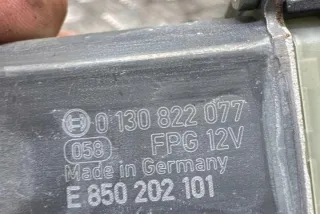 0 130 822 077
058 FPG 12V
Made in Germany
E 850 202 101